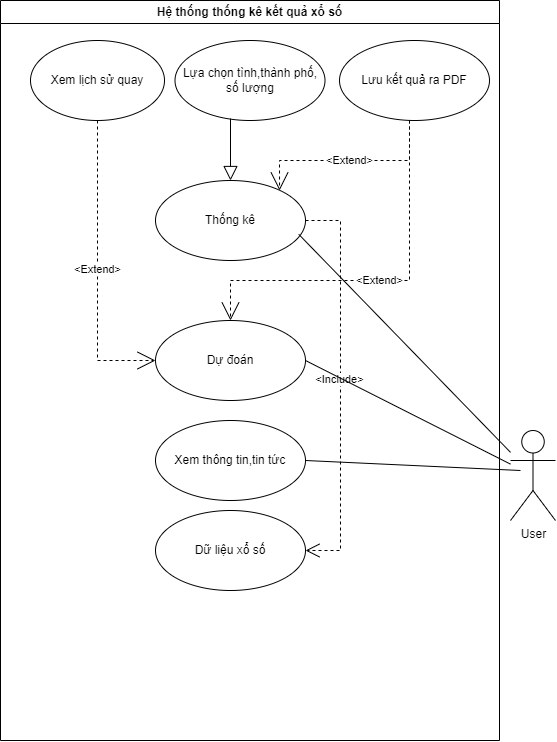 Hệ thống thống kê kết quả xổ số
Xem lịch sử quay
Lựa chọn tỉnh,thành phố,
số lượng
Lưu kết quả ra PDF
<Extend>
Thống kê
<Extend>
<Extend>
Dự đoán
<Include>
Xem thông tin,tin tức
Dữ liệu xổ số
User